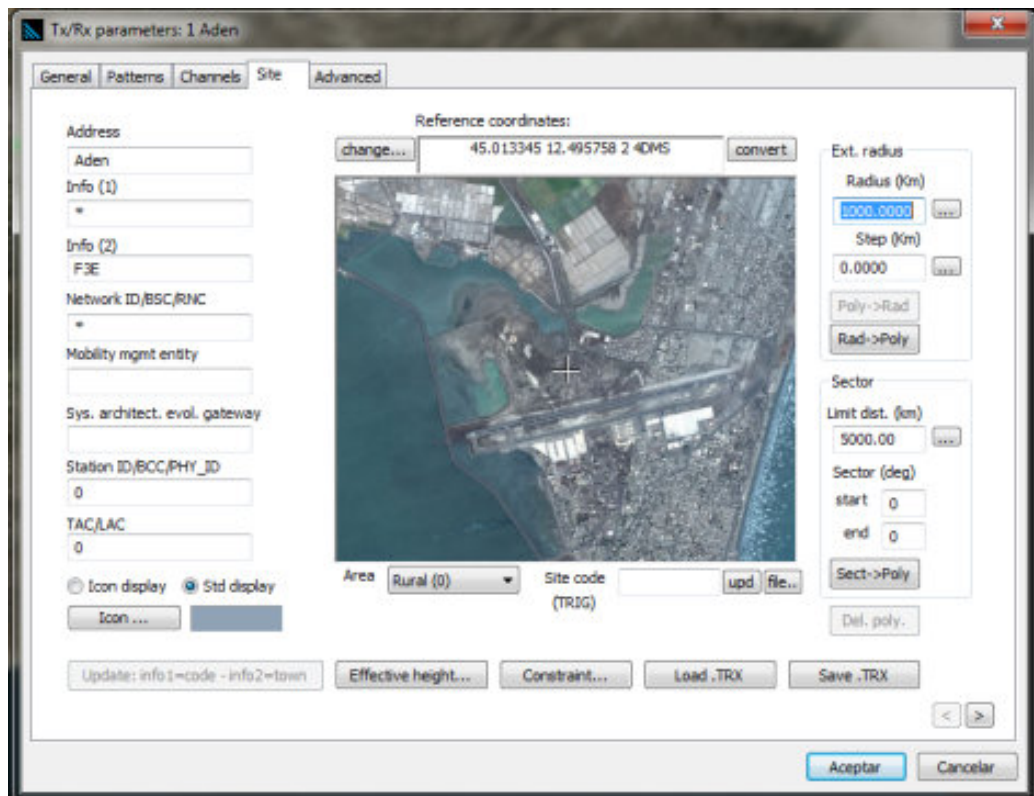 Tx/Rx parameters: 1 Aden
General Patterns Channels Site Advanced
Address
Aden
Info (1)
*
Info (2)
F3E
Network ID/BSC/RNC
*
Mobility mgmt entity
Sys. architect. evol. gateway
Station ID/BCC/PHY_ID
0
TAC/LAC
0
Icon display Std display
Icon ...
Reference coordinates:
change... 45.013345 12.495758 2 4DMS convert
Area Rural (0) Site code (TRIG) upd file..
Ext. radius
Radius (Km)
1000.0000 ...
Step (Km)
0.0000 ...
Poly->Rad
Rad->Poly
Sector
Limit dist. (km)
5000.00 ...
Sector (deg)
start 0
end 0
Sect->Poly
Del. poly.
Update: info1=code - info2=town Effective height... Constraint... Load .TRX Save .TRX
< >
Aceptar Cancelar